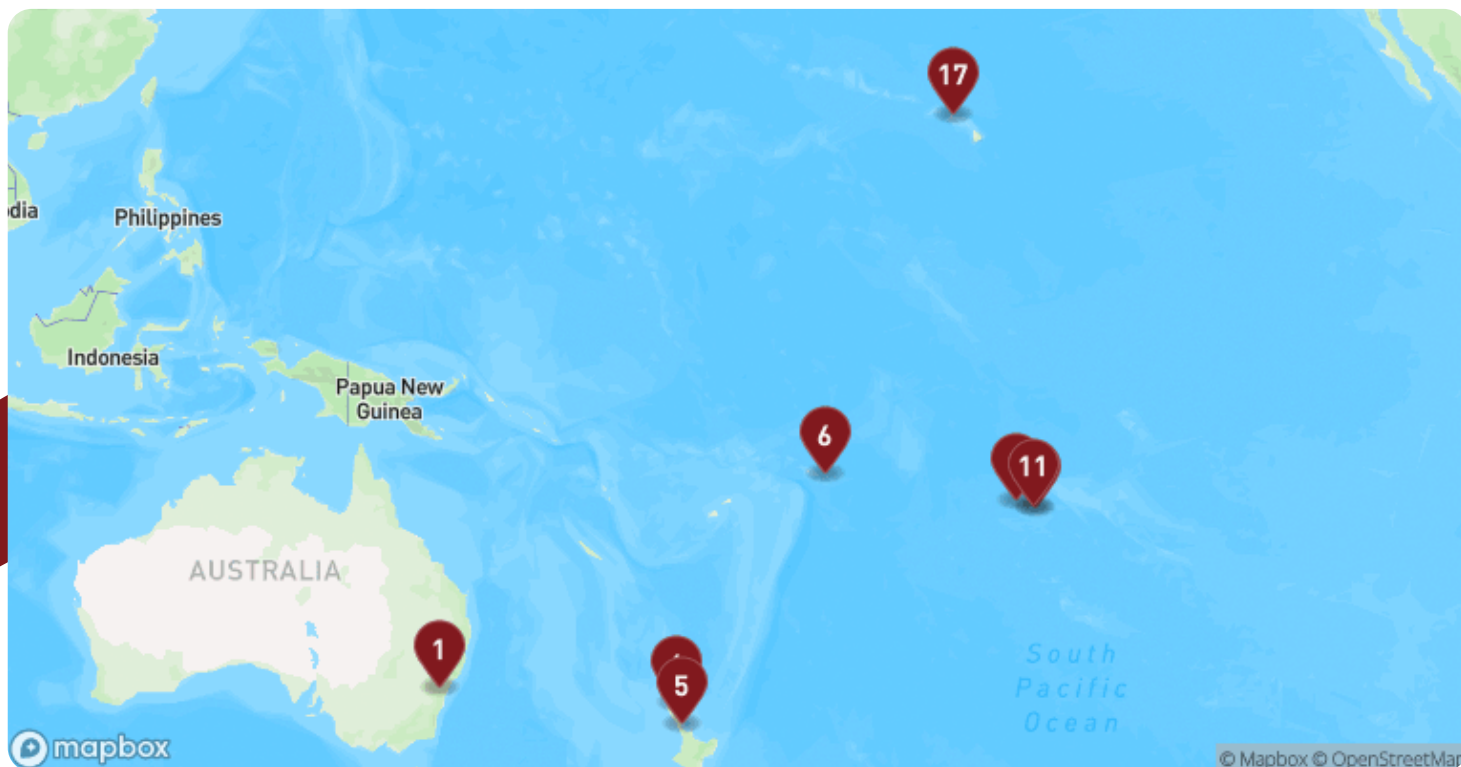 17
dia
Philippines
Indonesia
Papua New
Guinea
6
11
AUSTRALIA
1
5
South
Pacific
Ocean
mapbox
© Mapbox © OpenStreetMap